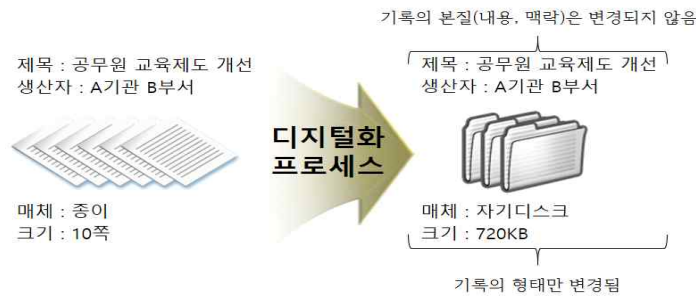 기록의 본질(내용, 맥락)은 변경되지 않음
제목 : 공무원 교육제도 개선
생산자 : A기관 B부서
매체 : 종이
크기 : 10쪽
디지털화
프로세스
제목 : 공무원 교육제도 개선
생산자 : A기관 B부서
매체 : 자기디스크
크기 : 720KB
기록의 형태만 변경됨